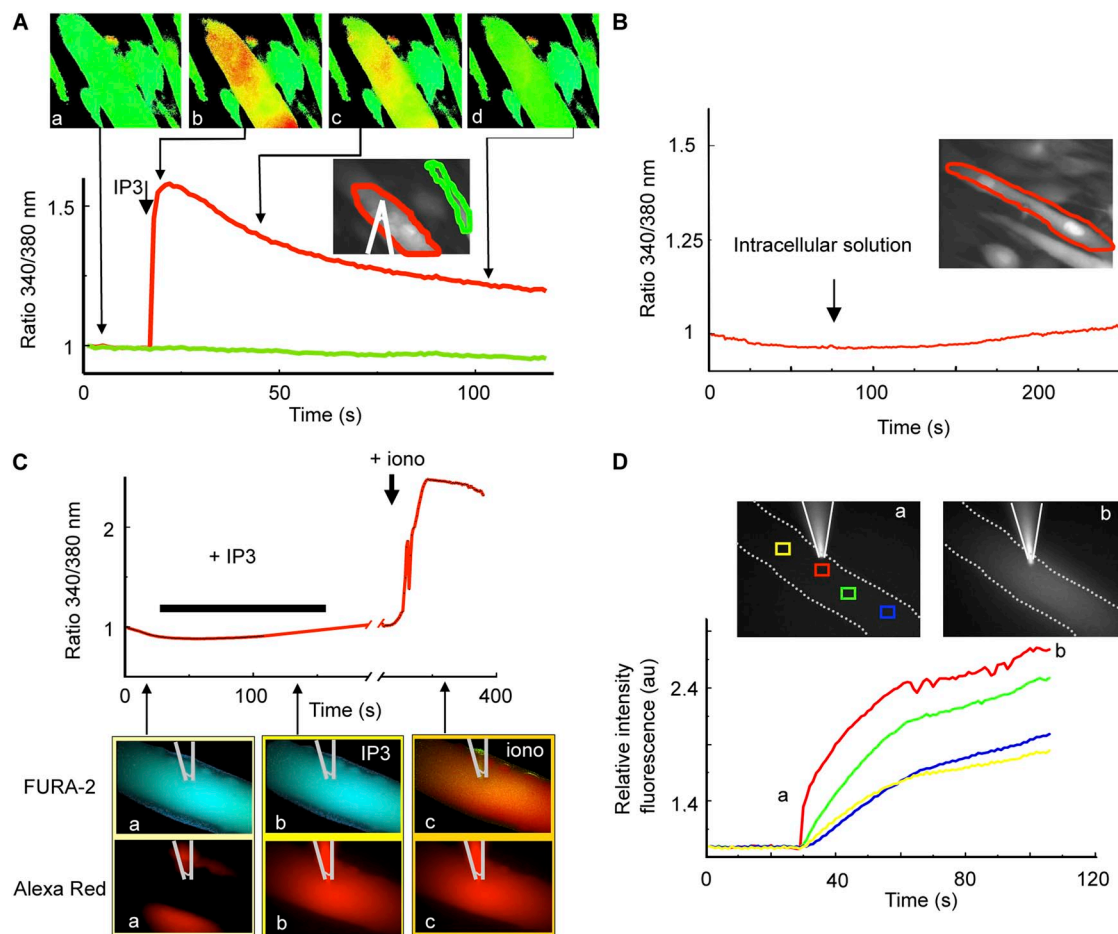 A
a
b
c
d
IP3
Ratio 340/380 nm
1.5
1
0
50
100
Time (s)
B
Ratio 340/380 nm
1.5
1.25
1
Intracellular solution
0
100
200
Time (s)
C
+ iono
Ratio 340/380 nm
2
1
+ IP3
0
100
400
Time (s)
FURA-2
a
IP3
b
iono
c
Alexa Red
a
b
c
D
a
b
Relative intensity
fluorescence (au)
2.4
1.4
a
b
0
40
80
120
Time (s)